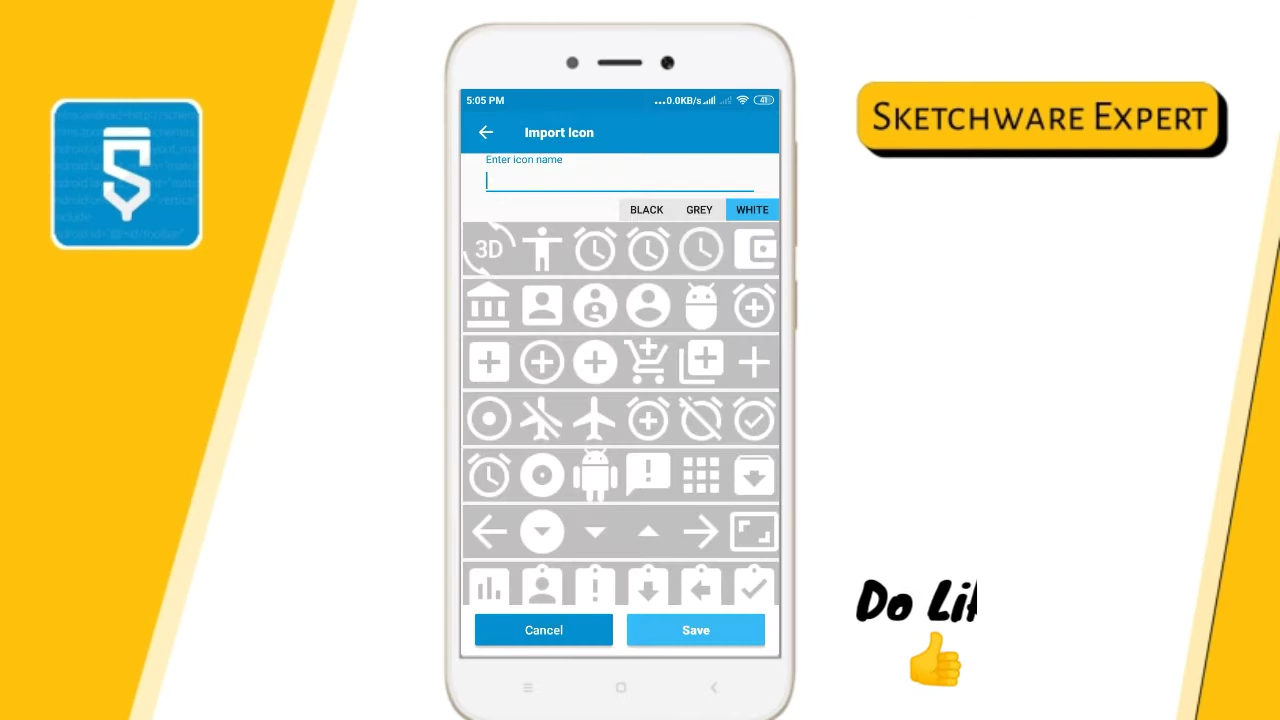 SKETCHWARE EXPERT
5:05 PM
...0.0KB/s
41
Import Icon
Enter icon name
BLACK GREY WHITE
3D
Cancel
Save
Do